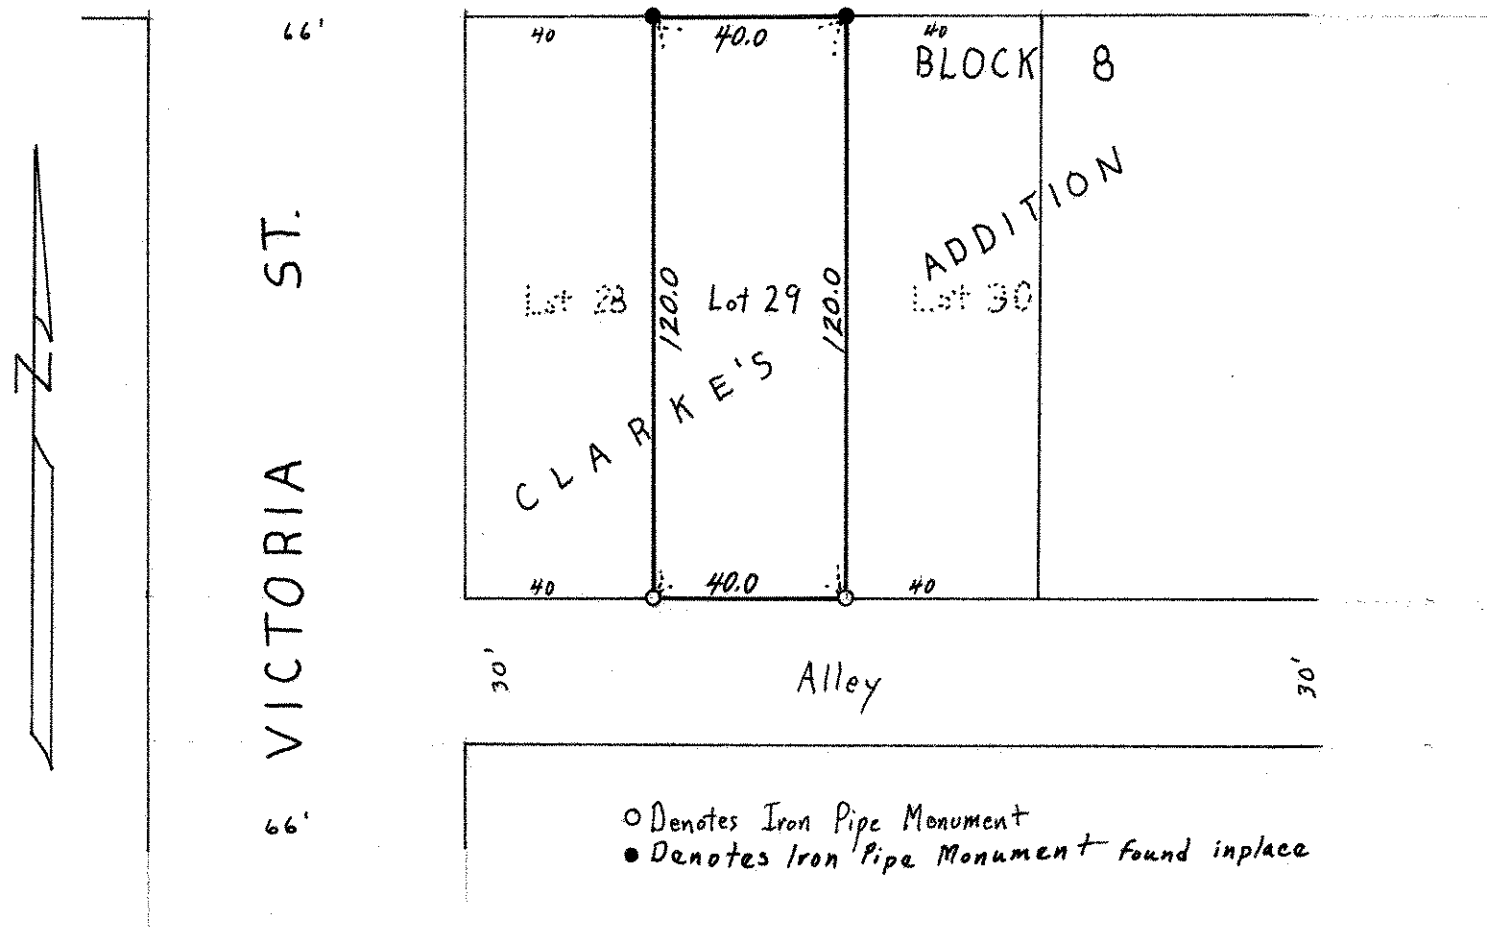 66'
40 40.0 40
BLOCK 8
ADDITION
VICTORIA ST.
Lot 28 120.0 Lot 29 120.0 Lot 30
N
CLARKE'S
40 40.0 40
30' Alley 30'
66'
Denotes Iron Pipe Monument
Denotes Iron Pipe Monument found inplace